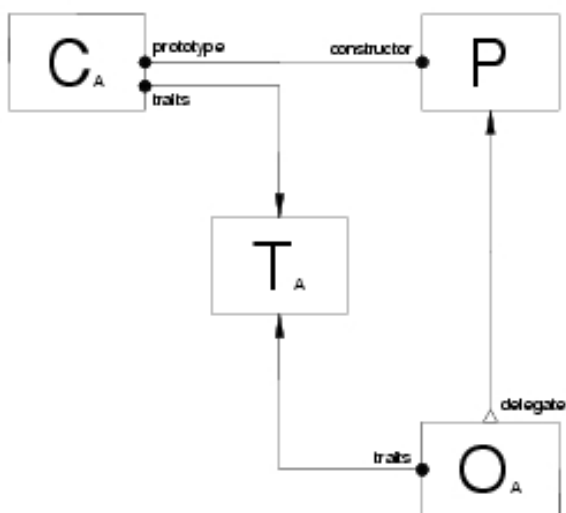 prototype
constructor
C A
P
traits
T A
delegate
traits
O A